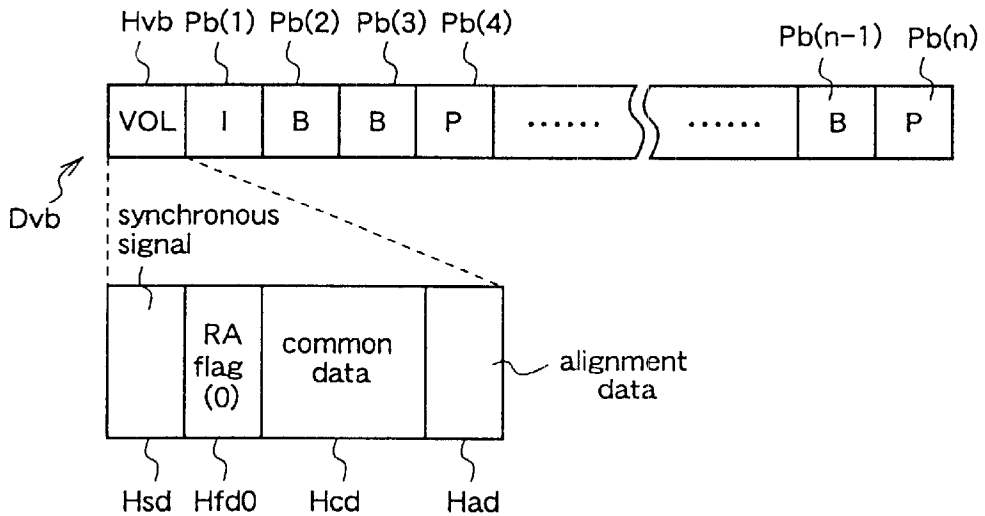 Hvb Pb(1) Pb(2) Pb(3) Pb(4) Pb(n-1) Pb(n)
VOL I B B P ...... ...... B P
Dvb
synchronous
signal
RA
flag
(0)
common
data
alignment
data
Hsd Hfd0 Hcd Had